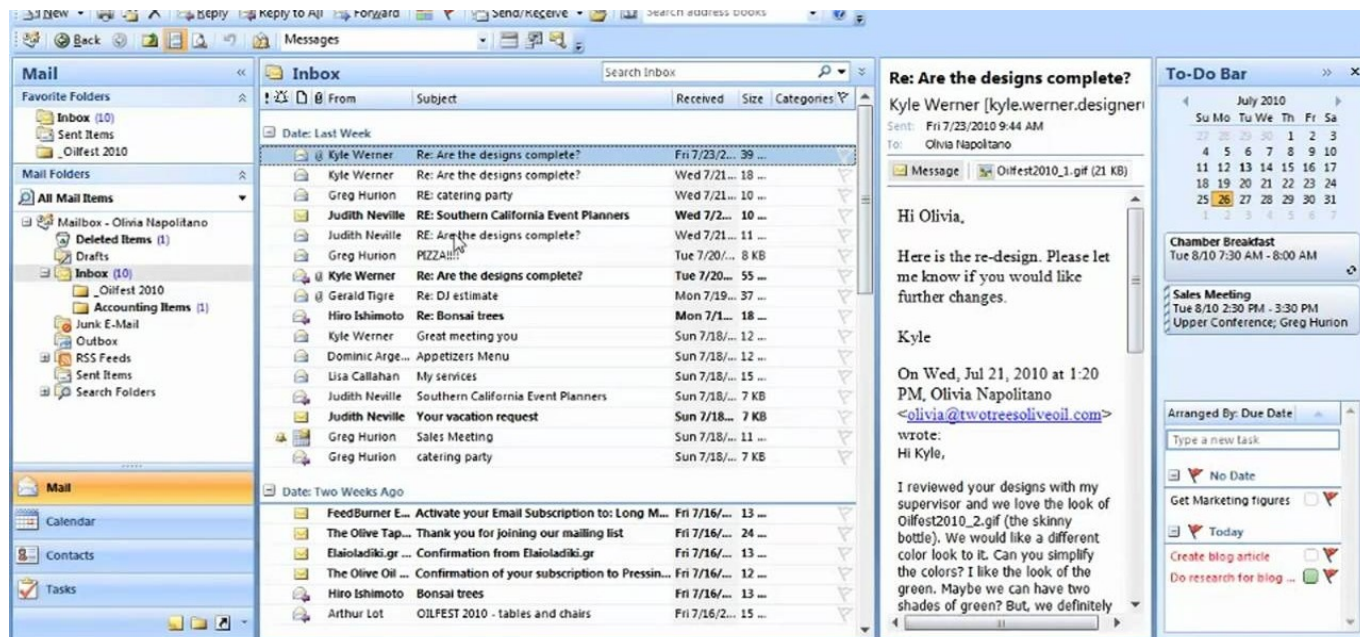 New Reply Reply to All Forward Send/Receive Search address books
Back Messages
Mail
Favorite Folders
Inbox (10)
Sent Items
_Oilfest 2010
Mail Folders
All Mail Items
Mailbox - Olivia Napolitano
Deleted Items (1)
Drafts
Inbox (10)
_Oilfest 2010
Accounting Items (1)
Junk E-Mail
Outbox
RSS Feeds
Sent Items
Search Folders
Mail
Calendar
Contacts
Tasks
Inbox Search Inbox
From Subject Received Size Categories
Date: Last Week
Kyle Werner Re: Are the designs complete? Fri 7/23/2... 39 ...
Kyle Werner Re: Are the designs complete? Wed 7/21... 18 ...
Greg Hurion RE: catering party Wed 7/21... 10 ...
Judith Neville RE: Southern California Event Planners Wed 7/2... 10 ...
Judith Neville RE: Are the designs complete? Wed 7/21... 11 ...
Greg Hurion PIZZA!!!! Tue 7/20/... 8 KB
Kyle Werner Re: Are the designs complete? Tue 7/20... 55 ...
Gerald Tigre Re: DJ estimate Mon 7/19... 37 ...
Hiro Ishimoto Re: Bonsai trees Mon 7/1... 18 ...
Kyle Werner Great meeting you Sun 7/18/... 12 ...
Dominic Arge... Appetizers Menu Sun 7/18/... 12 ...
Lisa Callahan My services Sun 7/18/... 15 ...
Judith Neville Southern California Event Planners Sun 7/18/... 7 KB
Judith Neville Your vacation request Sun 7/18... 7 KB
Greg Hurion Sales Meeting Sun 7/18/... 11 ...
Greg Hurion catering party Sun 7/18/... 7 KB
Date: Two Weeks Ago
FeedBurner E... Activate your Email Subscription to: Long M... Fri 7/16/... 13 ...
The Olive Tap... Thank you for joining our mailing list Fri 7/16/... 24 ...
Elaioladiki.gr ... Confirmation from Elaioladiki.gr Fri 7/16/... 13 ...
The Olive Oil ... Confirmation of your subscription to Pressin... Fri 7/16/... 12 ...
Hiro Ishimoto Bonsai trees Fri 7/16/... 13 ...
Arthur Lot OILFEST 2010 - tables and chairs Fri 7/16/2... 15 ...
Re: Are the designs complete?
Kyle Werner [kyle.werner.designer
Sent: Fri 7/23/2010 9:44 AM
To: Olivia Napolitano
Message Oilfest2010_1.gif (21 KB)
Hi Olivia,
Here is the re-design. Please let
me know if you would like
further changes.
Kyle
On Wed, Jul 21, 2010 at 1:20
PM, Olivia Napolitano
<olivia@twotreesoliveoil.com>
wrote:
Hi Kyle,
I reviewed your designs with my
supervisor and we love the look of
Oilfest2010_2.gif (the skinny
bottle). We would like a different
color look to it. Can you simplify
the colors? I like the look of the
green. Maybe we can have two
shades of green? But, we definitely
To-Do Bar
July 2010
Su Mo Tu We Th Fr Sa
27 28 29 30 1 2 3
4 5 6 7 8 9 10
11 12 13 14 15 16 17
18 19 20 21 22 23 24
25 26 27 28 29 30 31
1 2 3 4 5 6 7
Chamber Breakfast
Tue 8/10 7:30 AM - 8:00 AM
Sales Meeting
Tue 8/10 2:30 PM - 3:30 PM
Upper Conference; Greg Hurion
Arranged By: Due Date
Type a new task
No Date
Get Marketing figures
Today
Create blog article
Do research for blog ...